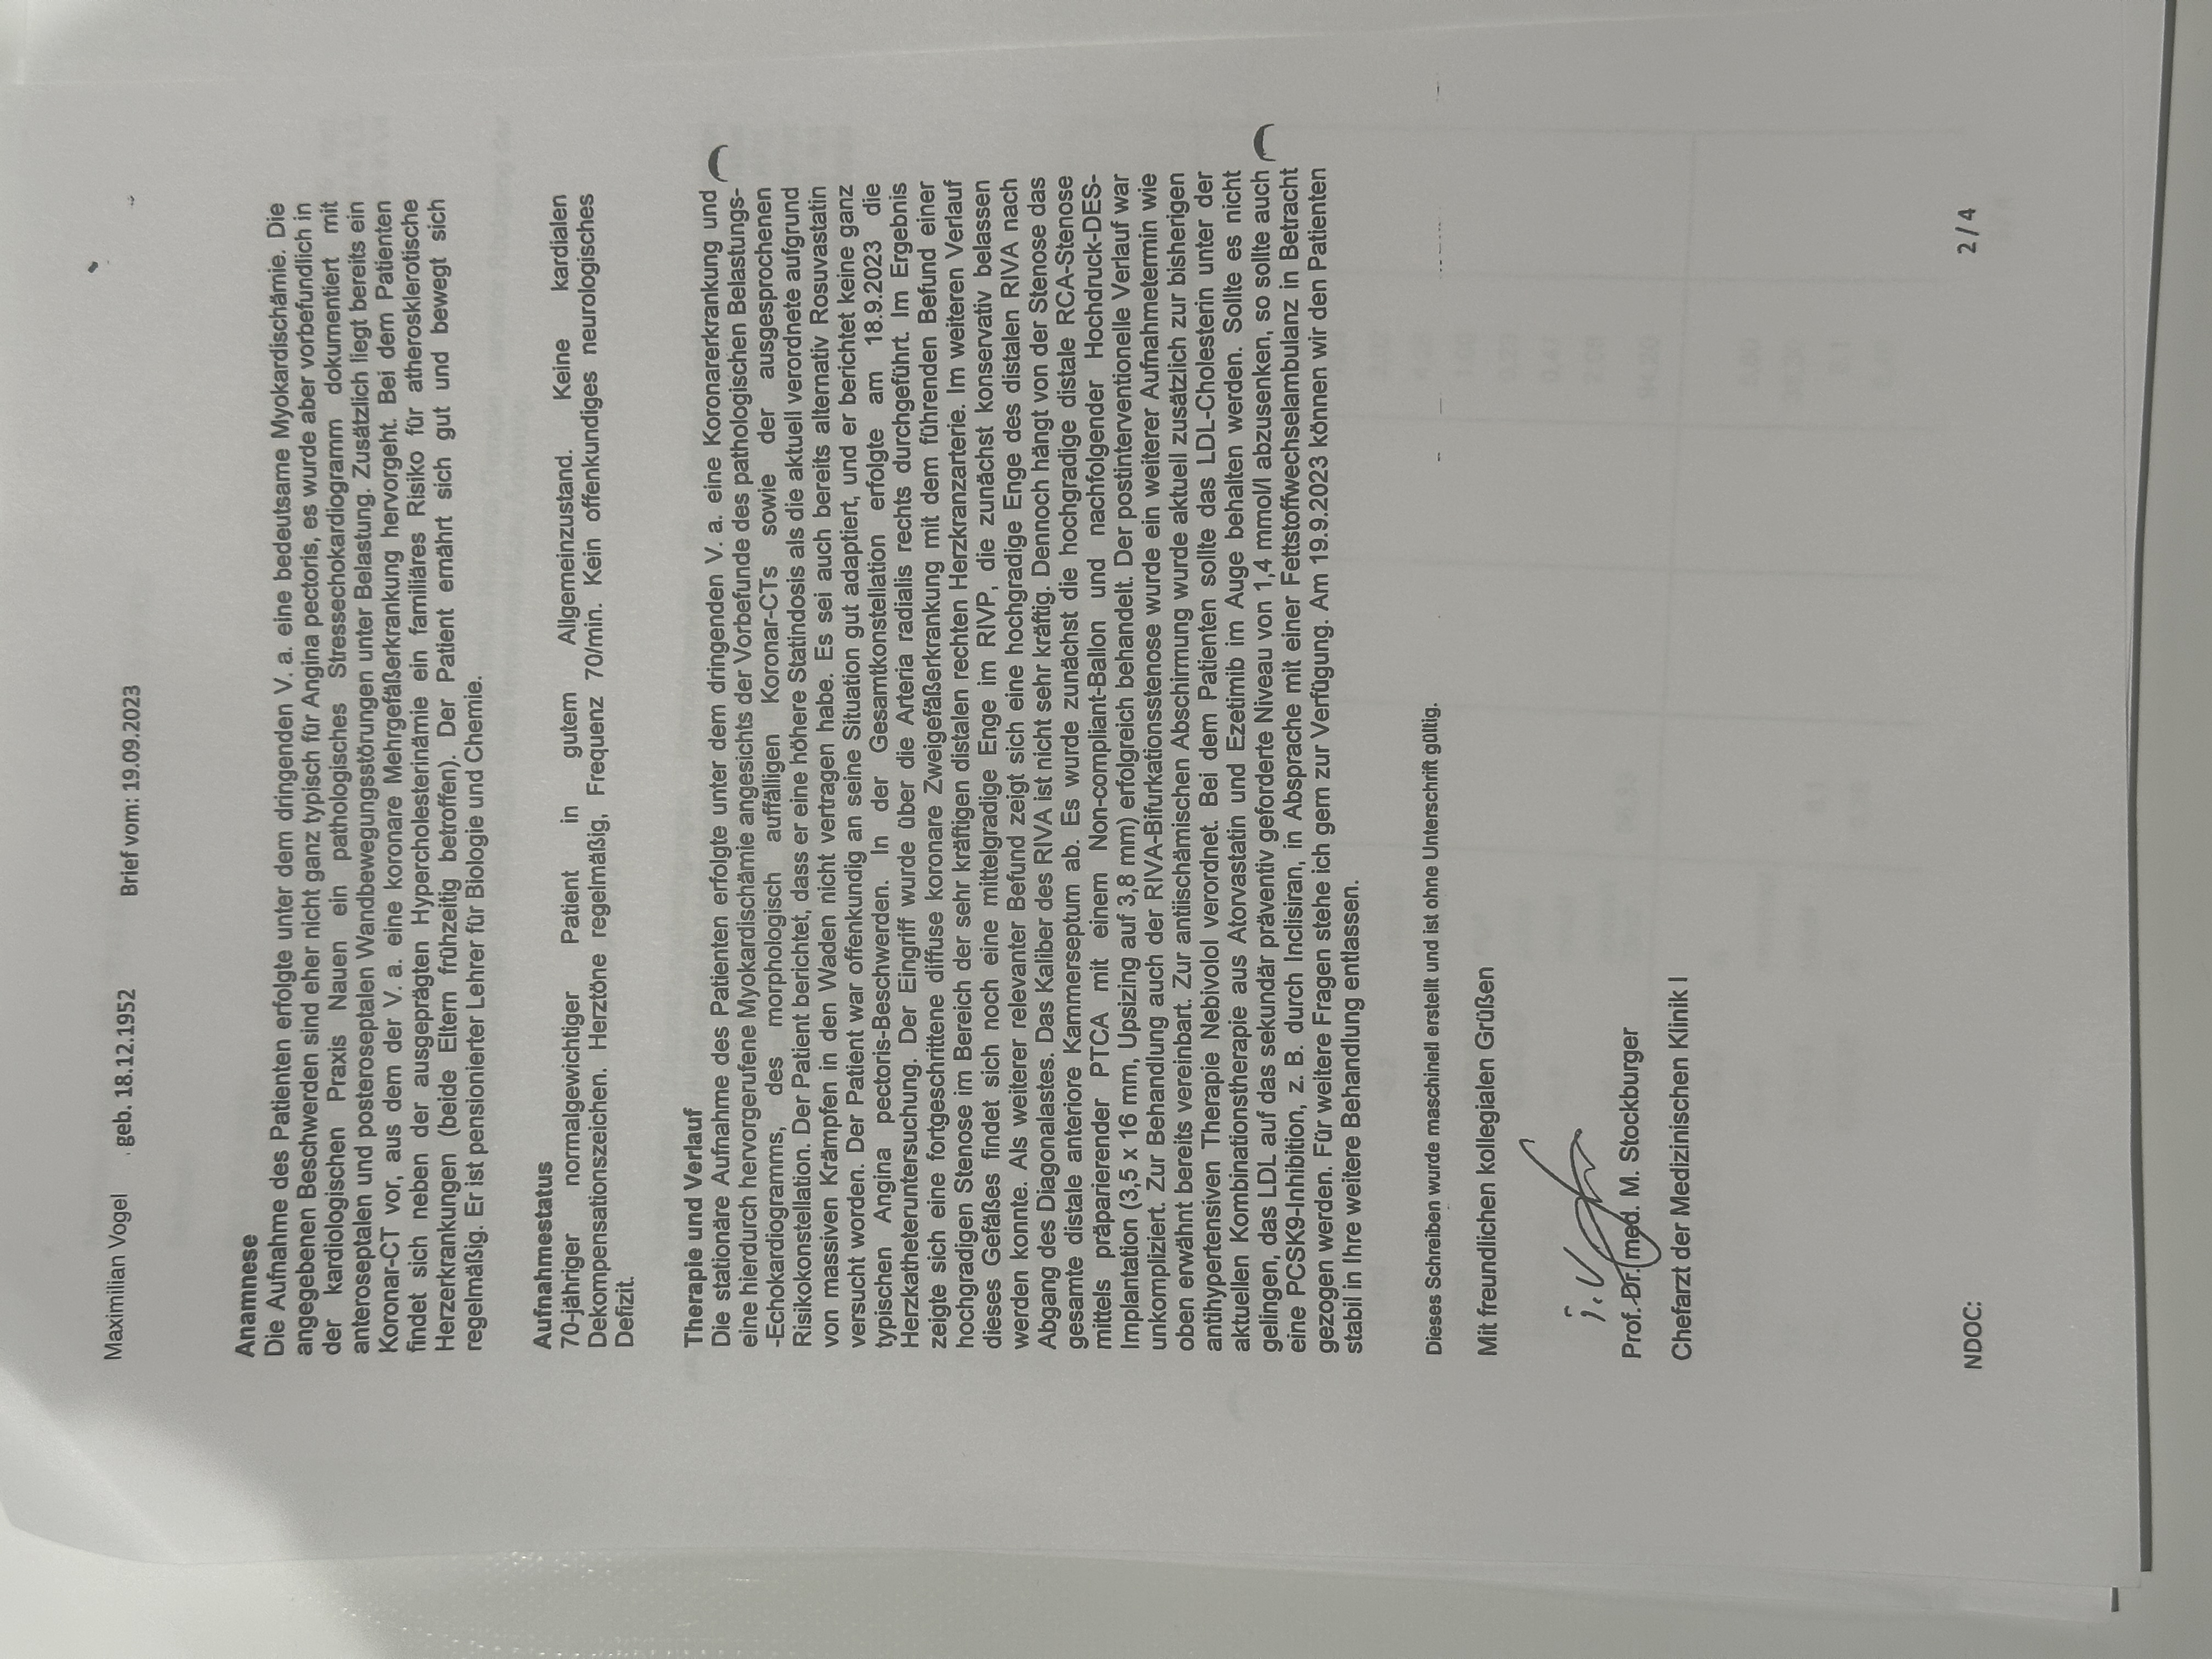 Maximilian Vogel . geb. 18.12.1952 Brief vom: 19.09.2023
Anamnese
Die Aufnahme des Patienten erfolgte unter dem dringenden V. a. eine bedeutsame Myokardischämie. Die
angegebenen Beschwerden sind eher nicht ganz typisch für Angina pectoris, es wurde aber vorbefundlich in
der kardiologischen Praxis Nauen ein pathologisches Stressechokardiogramm dokumentiert mit
anteroseptalen und posteroseptalen Wandbewegungsstörungen unter Belastung. Zusätzlich liegt bereits ein
Koronar-CT vor, aus dem der V. a. eine koronare Mehrgefäßerkrankung hervorgeht. Bei dem Patienten
findet sich neben der ausgeprägten Hypercholesterinämie ein familiäres Risiko für atherosklerotische
Herzerkrankungen (beide Eltern frühzeitig betroffen). Der Patient ernährt sich gut und bewegt sich
regelmäßig. Er ist pensionierter Lehrer für Biologie und Chemie.
Aufnahmestatus
70-jähriger normalgewichtiger Patient in gutem Allgemeinzustand. Keine kardialen
Dekompensationszeichen. Herztöne regelmäßig, Frequenz 70/min. Kein offenkundiges neurologisches
Defizit.
Therapie und Verlauf
Die stationäre Aufnahme des Patienten erfolgte unter dem dringenden V. a. eine Koronarerkrankung und
eine hierdurch hervorgerufene Myokardischämie angesichts der Vorbefunde des pathologischen Belastungs-
-Echokardiogramms, des morphologisch auffälligen Koronar-CTs sowie der ausgesprochenen
Risikokonstellation. Der Patient berichtet, dass er eine höhere Statindosis als die aktuell verordnete aufgrund
von massiven Krämpfen in den Waden nicht vertragen habe. Es sei auch bereits alternativ Rosuvastatin
versucht worden. Der Patient war offenkundig an seine Situation gut adaptiert, und er berichtet keine ganz
typischen Angina pectoris-Beschwerden. In der Gesamtkonstellation erfolgte am 18.9.2023 die
Herzkatheteruntersuchung. Der Eingriff wurde über die Arteria radialis rechts durchgeführt. Im Ergebnis
zeigte sich eine fortgeschrittene diffuse koronare Zweigefäßerkrankung mit dem führenden Befund einer
hochgradigen Stenose im Bereich der sehr kräftigen distalen rechten Herzkranzarterie. Im weiteren Verlauf
dieses Gefäßes findet sich noch eine mittelgradige Enge im RIVP, die zunächst konservativ belassen
werden konnte. Als weiterer relevanter Befund zeigt sich eine hochgradige Enge des distalen RIVA nach
Abgang des Diagonalastes. Das Kaliber des RIVA ist nicht sehr kräftig. Dennoch hängt von der Stenose das
gesamte distale anteriore Kammerseptum ab. Es wurde zunächst die hochgradige distale RCA-Stenose
mittels präparierender PTCA mit einem Non-compliant-Ballon und nachfolgender Hochdruck-DES-
Implantation (3,5 x 16 mm, Upsizing auf 3,8 mm) erfolgreich behandelt. Der postinterventionelle Verlauf war
unkompliziert. Zur Behandlung auch der RIVA-Bifurkationsstenose wurde ein weiterer Aufnahmetermin wie
oben erwähnt bereits vereinbart. Zur antiischämischen Abschirmung wurde aktuell zusätzlich zur bisherigen
antihypertensiven Therapie Nebivolol verordnet. Bei dem Patienten sollte das LDL-Cholesterin unter der
aktuellen Kombinationstherapie aus Atorvastatin und Ezetimib im Auge behalten werden. Sollte es nicht
gelingen, das LDL auf das sekundär präventiv geforderte Niveau von 1,4 mmol/l abzusenken, so sollte auch
eine PCSK9-Inhibition, z. B. durch Inclisiran, in Absprache mit einer Fettstoffwechselambulanz in Betracht
gezogen werden. Für weitere Fragen stehe ich gern zur Verfügung. Am 19.9.2023 können wir den Patienten
stabil in Ihre weitere Behandlung entlassen.
Dieses Schreiben wurde maschinell erstellt und ist ohne Unterschrift gültig.
Mit freundlichen kollegialen Grüßen
i.V
Prof. Dr. med. M. Stockburger
Chefarzt der Medizinischen Klinik I
NDOC: 2 / 4